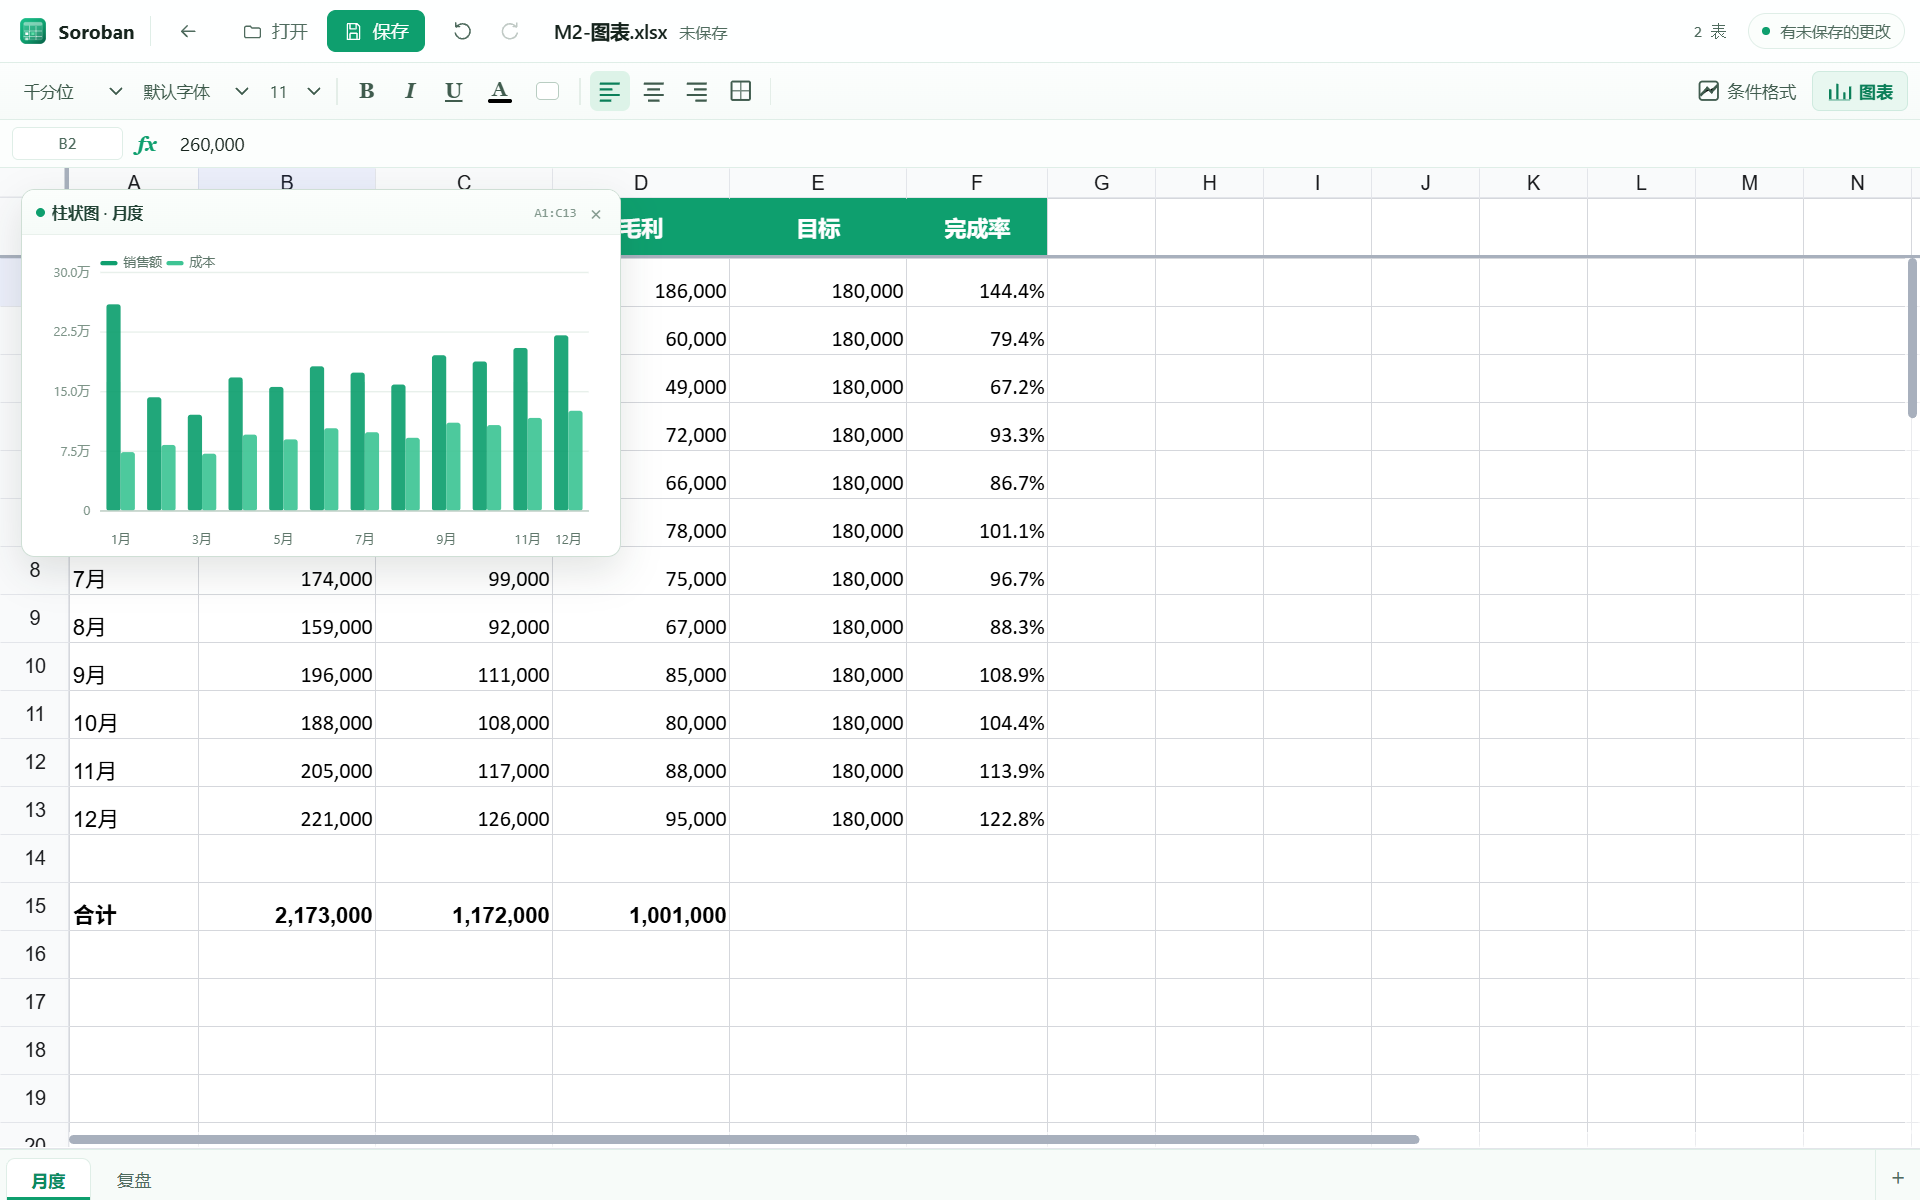 Soroban
打开
保存
M2-图表.xlsx 未保存
2 表
有未保存的更改
千分位
默认字体
11
B I U A
条件格式
图表
B2 fx 260,000
A B C D E F G H I J K L M N
柱状图 · 月度 A1:C13 ×
销售额 成本
30.0万
22.5万
15.0万
7.5万
0
1月 3月 5月 7月 9月 11月 12月
毛利 目标 完成率
186,000 180,000 144.4%
60,000 180,000 79.4%
49,000 180,000 67.2%
72,000 180,000 93.3%
66,000 180,000 86.7%
78,000 180,000 101.1%
8 7月 174,000 99,000 75,000 180,000 96.7%
9 8月 159,000 92,000 67,000 180,000 88.3%
10 9月 196,000 111,000 85,000 180,000 108.9%
11 10月 188,000 108,000 80,000 180,000 104.4%
12 11月 205,000 117,000 88,000 180,000 113.9%
13 12月 221,000 126,000 95,000 180,000 122.8%
14
15 合计 2,173,000 1,172,000 1,001,000
16
17
18
19
20
月度 复盘 +